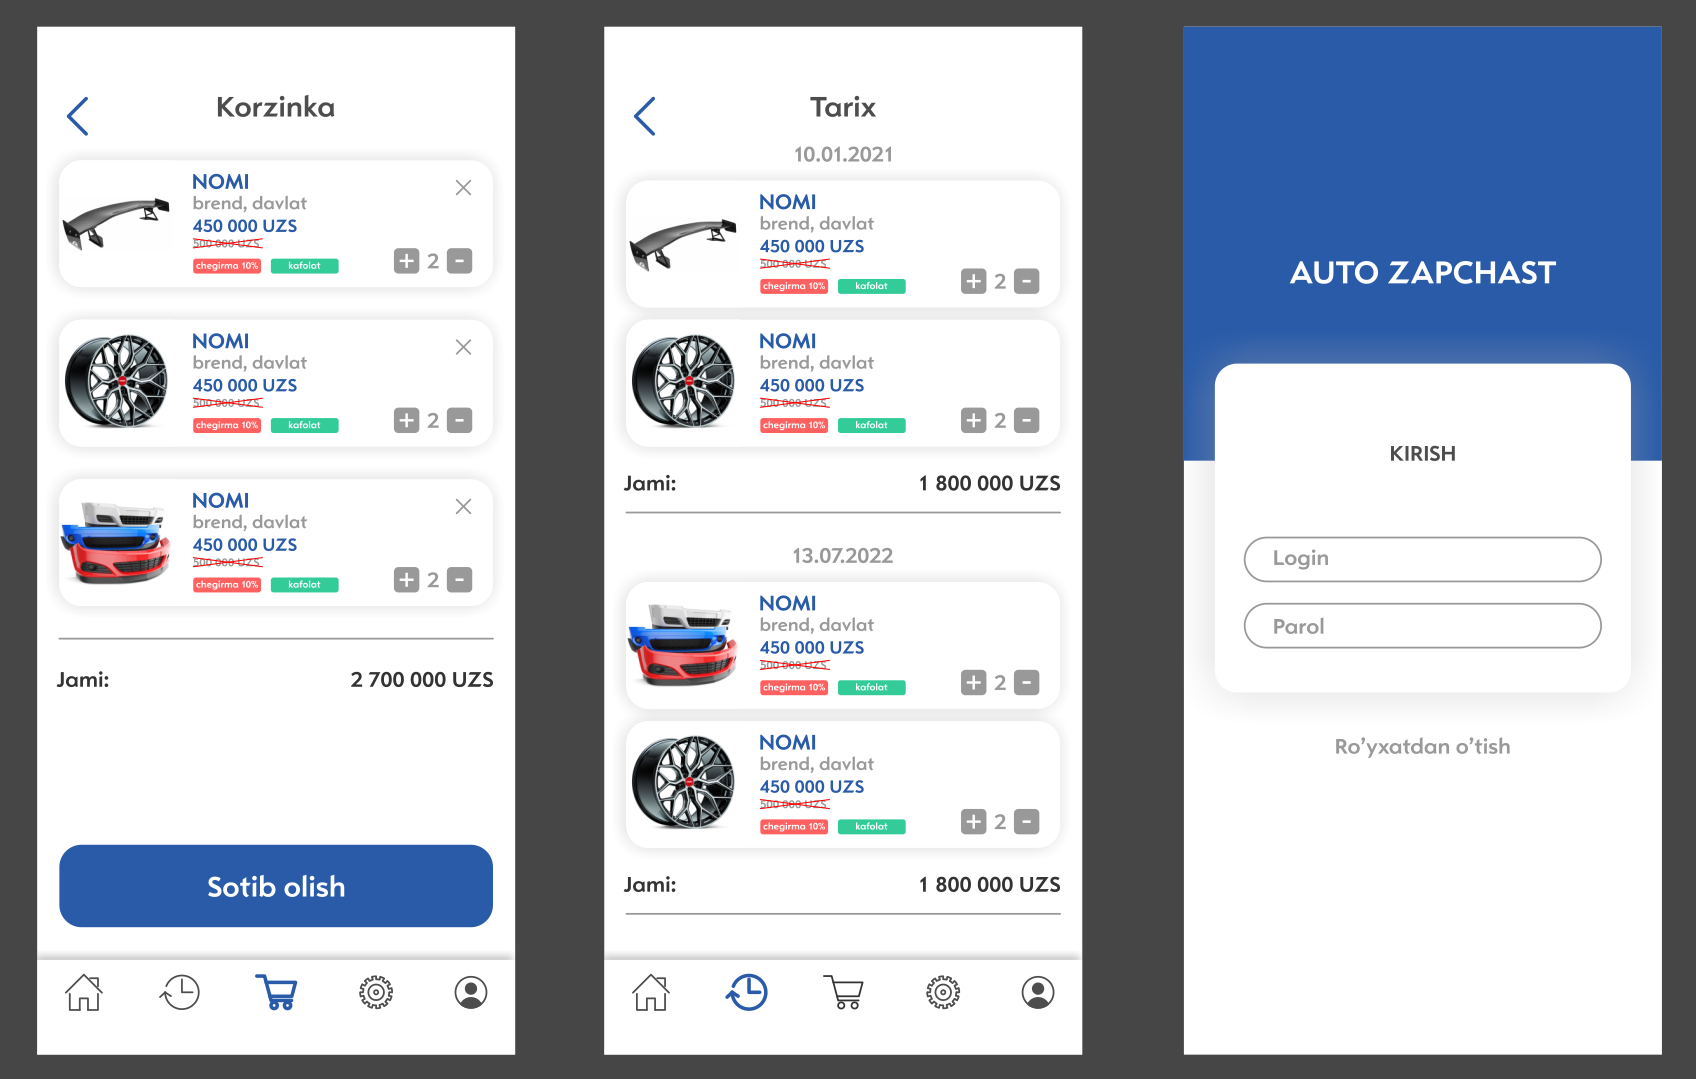 Korzinka
NOMI
brend, davlat
450 000 UZS
500 000 UZS
chegirma 10% kafolat
+ 2 -
NOMI
brend, davlat
450 000 UZS
500 000 UZS
chegirma 10% kafolat
+ 2 -
NOMI
brend, davlat
450 000 UZS
500 000 UZS
chegirma 10% kafolat
+ 2 -
Jami: 2 700 000 UZS
Sotib olish
Tarix
10.01.2021
NOMI
brend, davlat
450 000 UZS
500 000 UZS
chegirma 10% kafolat
+ 2 -
NOMI
brend, davlat
450 000 UZS
500 000 UZS
chegirma 10% kafolat
+ 2 -
Jami: 1 800 000 UZS
13.07.2022
NOMI
brend, davlat
450 000 UZS
500 000 UZS
chegirma 10% kafolat
+ 2 -
NOMI
brend, davlat
450 000 UZS
500 000 UZS
chegirma 10% kafolat
+ 2 -
Jami: 1 800 000 UZS
AUTO ZAPCHAST
KIRISH
Login
Parol
Ro’yxatdan o’tish